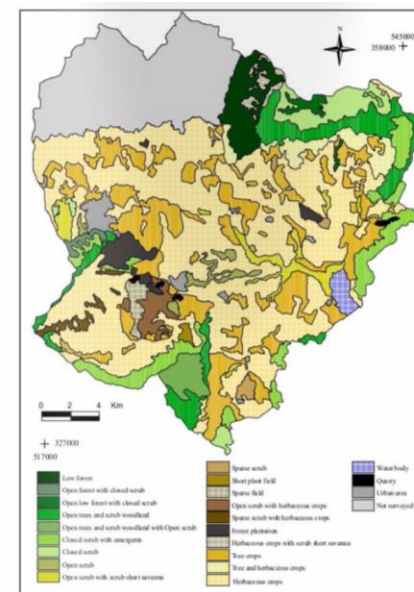 N
545000
358000
0 2 4 Km
327000
517000
Low forest
Open forest with closed scrub
Open low forest with closed scrub
Open trees and scrub woodland
Open trees and scrub woodland with Open scrub
Closed scrub with emergents
Closed scrub
Open scrub
Open scrub with scrub short savanna
Sparse scrub
Short plant field
Sparse field
Open scrub with herbaceous crops
Sparse scrub with herbaceous crops
Forest plantation
Herbaceous crops with scrub short savanna
Tree crops
Tree and herbaceous crops
Herbaceous crops
Water body
Quarry
Urban area
Not surveyed